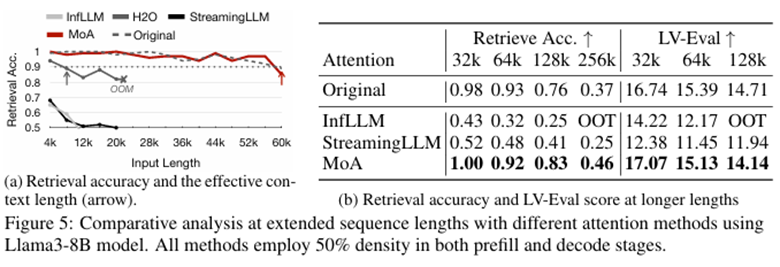 InfLLM H2O StreamingLLM
MoA Original
Retrieval Acc.
1
0.9
0.8
0.7
0.6
0.5
OOM
4k 12k 20k 28k 36k 44k 52k 60k
Input Length
(a) Retrieval accuracy and the effective con-
text length (arrow).
Retrieve Acc. ↑ LV-Eval ↑
Attention 32k 64k 128k 256k 32k 64k 128k
Original 0.98 0.93 0.76 0.37 16.74 15.39 14.71
InfLLM 0.43 0.32 0.25 OOT 14.22 12.17 OOT
StreamingLLM 0.52 0.48 0.41 0.25 12.38 11.45 11.94
MoA 1.00 0.92 0.83 0.46 17.07 15.13 14.14
(b) Retrieval accuracy and LV-Eval score at longer lengths
Figure 5: Comparative analysis at extended sequence lengths with different attention methods using
Llama3-8B model. All methods employ 50% density in both prefill and decode stages.